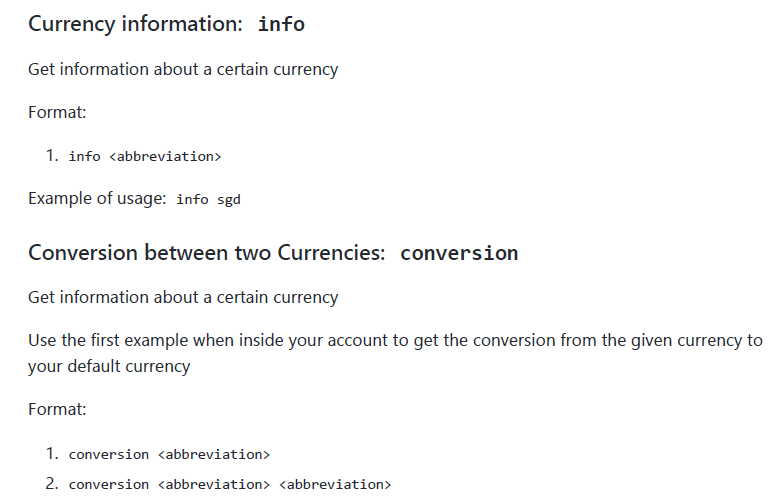 Currency information: info
Get information about a certain currency
Format:
1. info <abbreviation>
Example of usage: info sgd
Conversion between two Currencies: conversion
Get information about a certain currency
Use the first example when inside your account to get the conversion from the given currency to
your default currency
Format:
1. conversion <abbreviation>
2. conversion <abbreviation> <abbreviation>